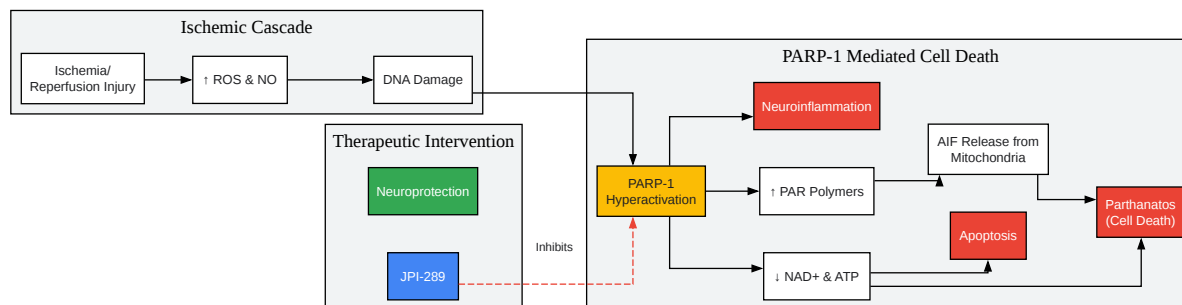 Ischemic Cascade
Ischemia/
Reperfusion Injury
↑ ROS & NO
DNA Damage
Therapeutic Intervention
Neuroprotection
JPI-289
Inhibits
PARP-1 Mediated Cell Death
Neuroinflammation
PARP-1
Hyperactivation
↑ PAR Polymers
AIF Release from
Mitochondria
Parthanatos
(Cell Death)
Apoptosis
↓ NAD+ & ATP